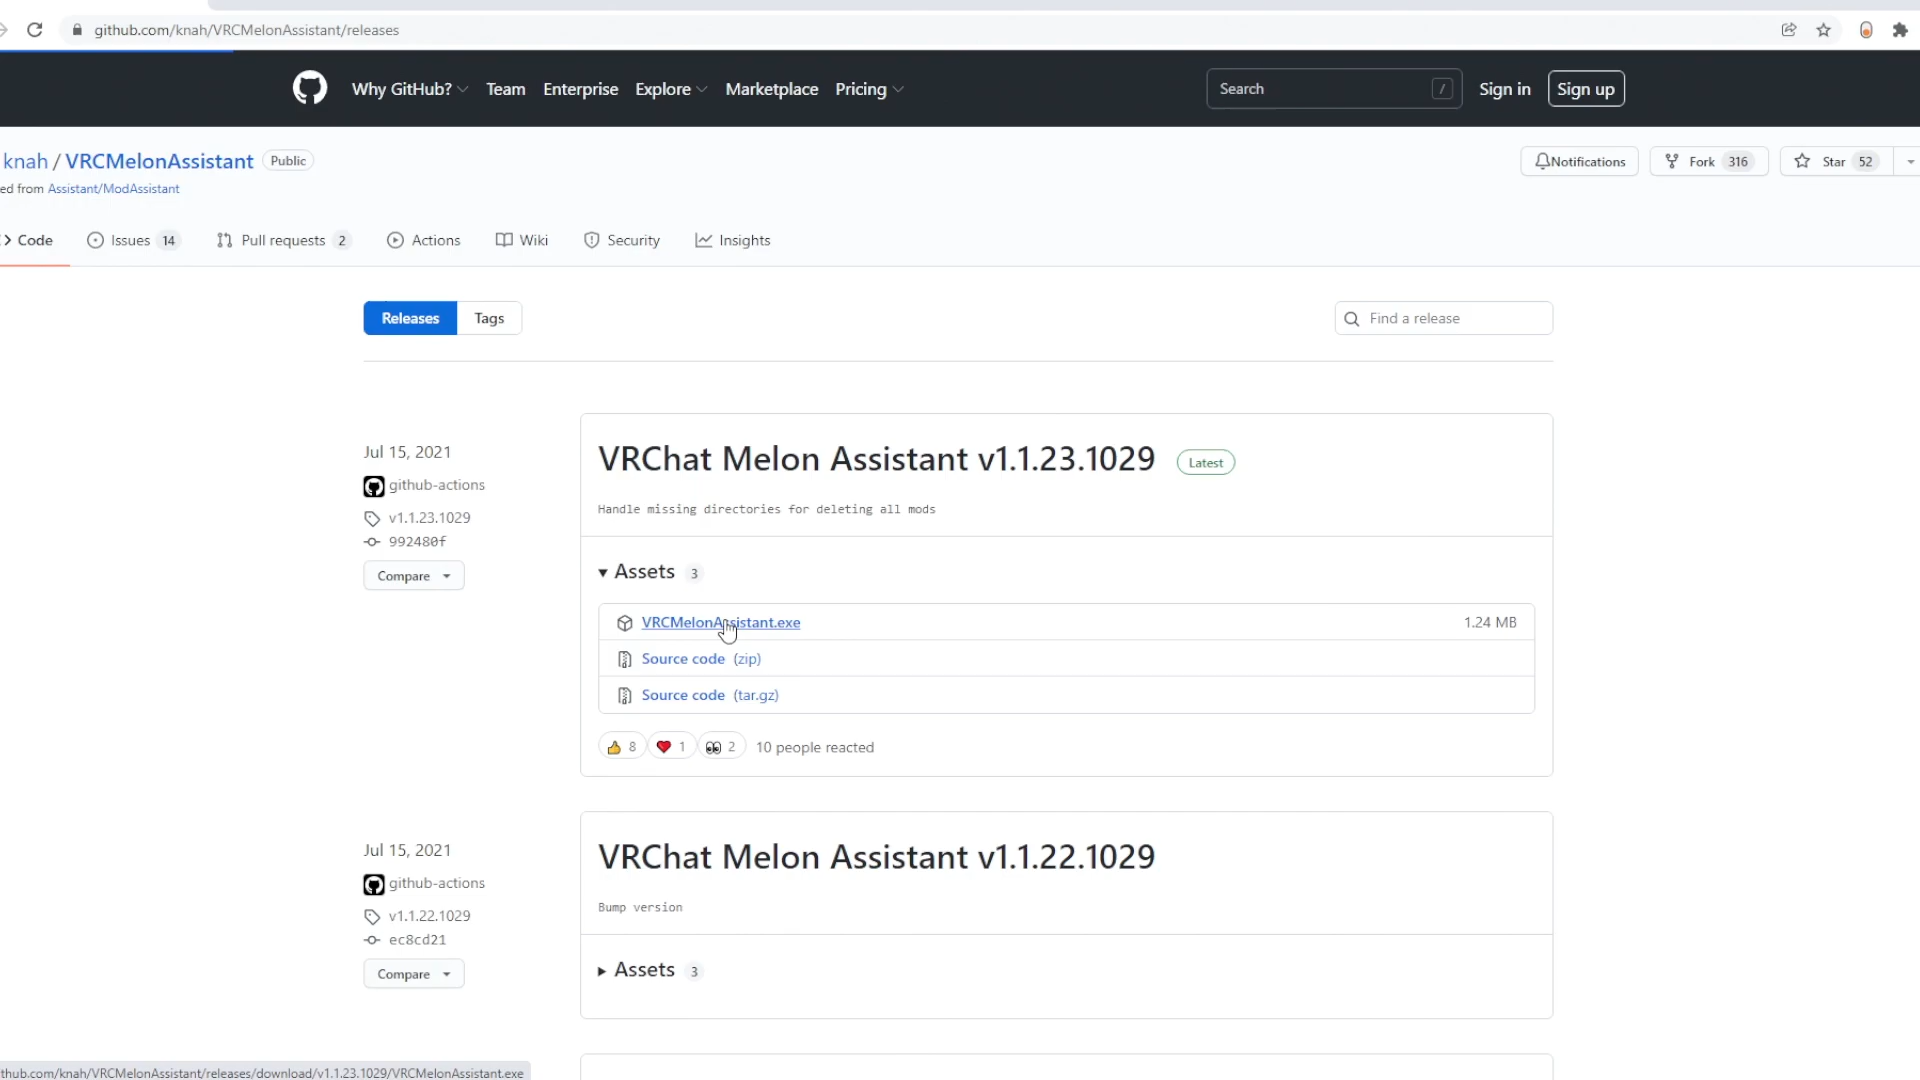 github.com/knah/VRCMelonAssistant/releases
Why GitHub? Team Enterprise Explore Marketplace Pricing Search / Sign in Sign up
knah / VRCMelonAssistant Public Notifications Fork 316 Star 52
ed from Assistant/ModAssistant
Code Issues 14 Pull requests 2 Actions Wiki Security Insights
Releases Tags Find a release
Jul 15, 2021
github-actions
v1.1.23.1029
992480f
Compare
VRChat Melon Assistant v1.1.23.1029 Latest
Handle missing directories for deleting all mods
Assets 3
VRCMelonAssistant.exe 1.24 MB
Source code (zip)
Source code (tar.gz)
8 1 2 10 people reacted
Jul 15, 2021
github-actions
v1.1.22.1029
ec8cd21
Compare
VRChat Melon Assistant v1.1.22.1029
Bump version
Assets 3
thub.com/knah/VRCMelonAssistant/releases/download/v1.1.23.1029/VRCMelonAssistant.exe